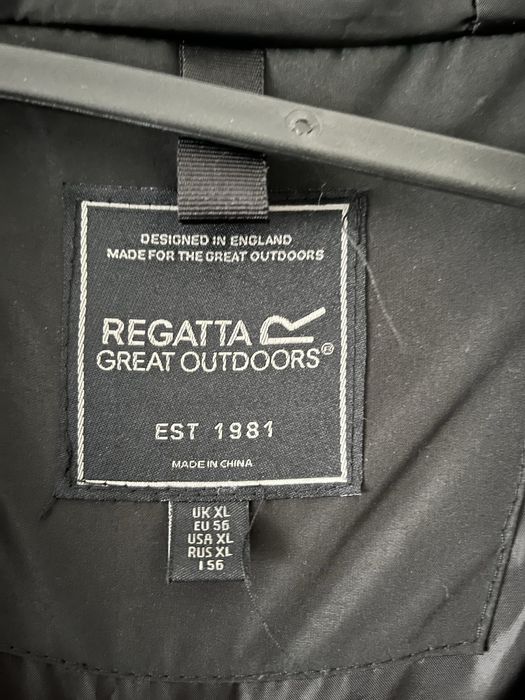 DESIGNED IN ENGLAND
MADE FOR THE GREAT OUTDOORS
REGATTA
GREAT OUTDOORS®
EST 1981
MADE IN CHINA
UK XL
EU 56
USA XL
RUS XL
I 56